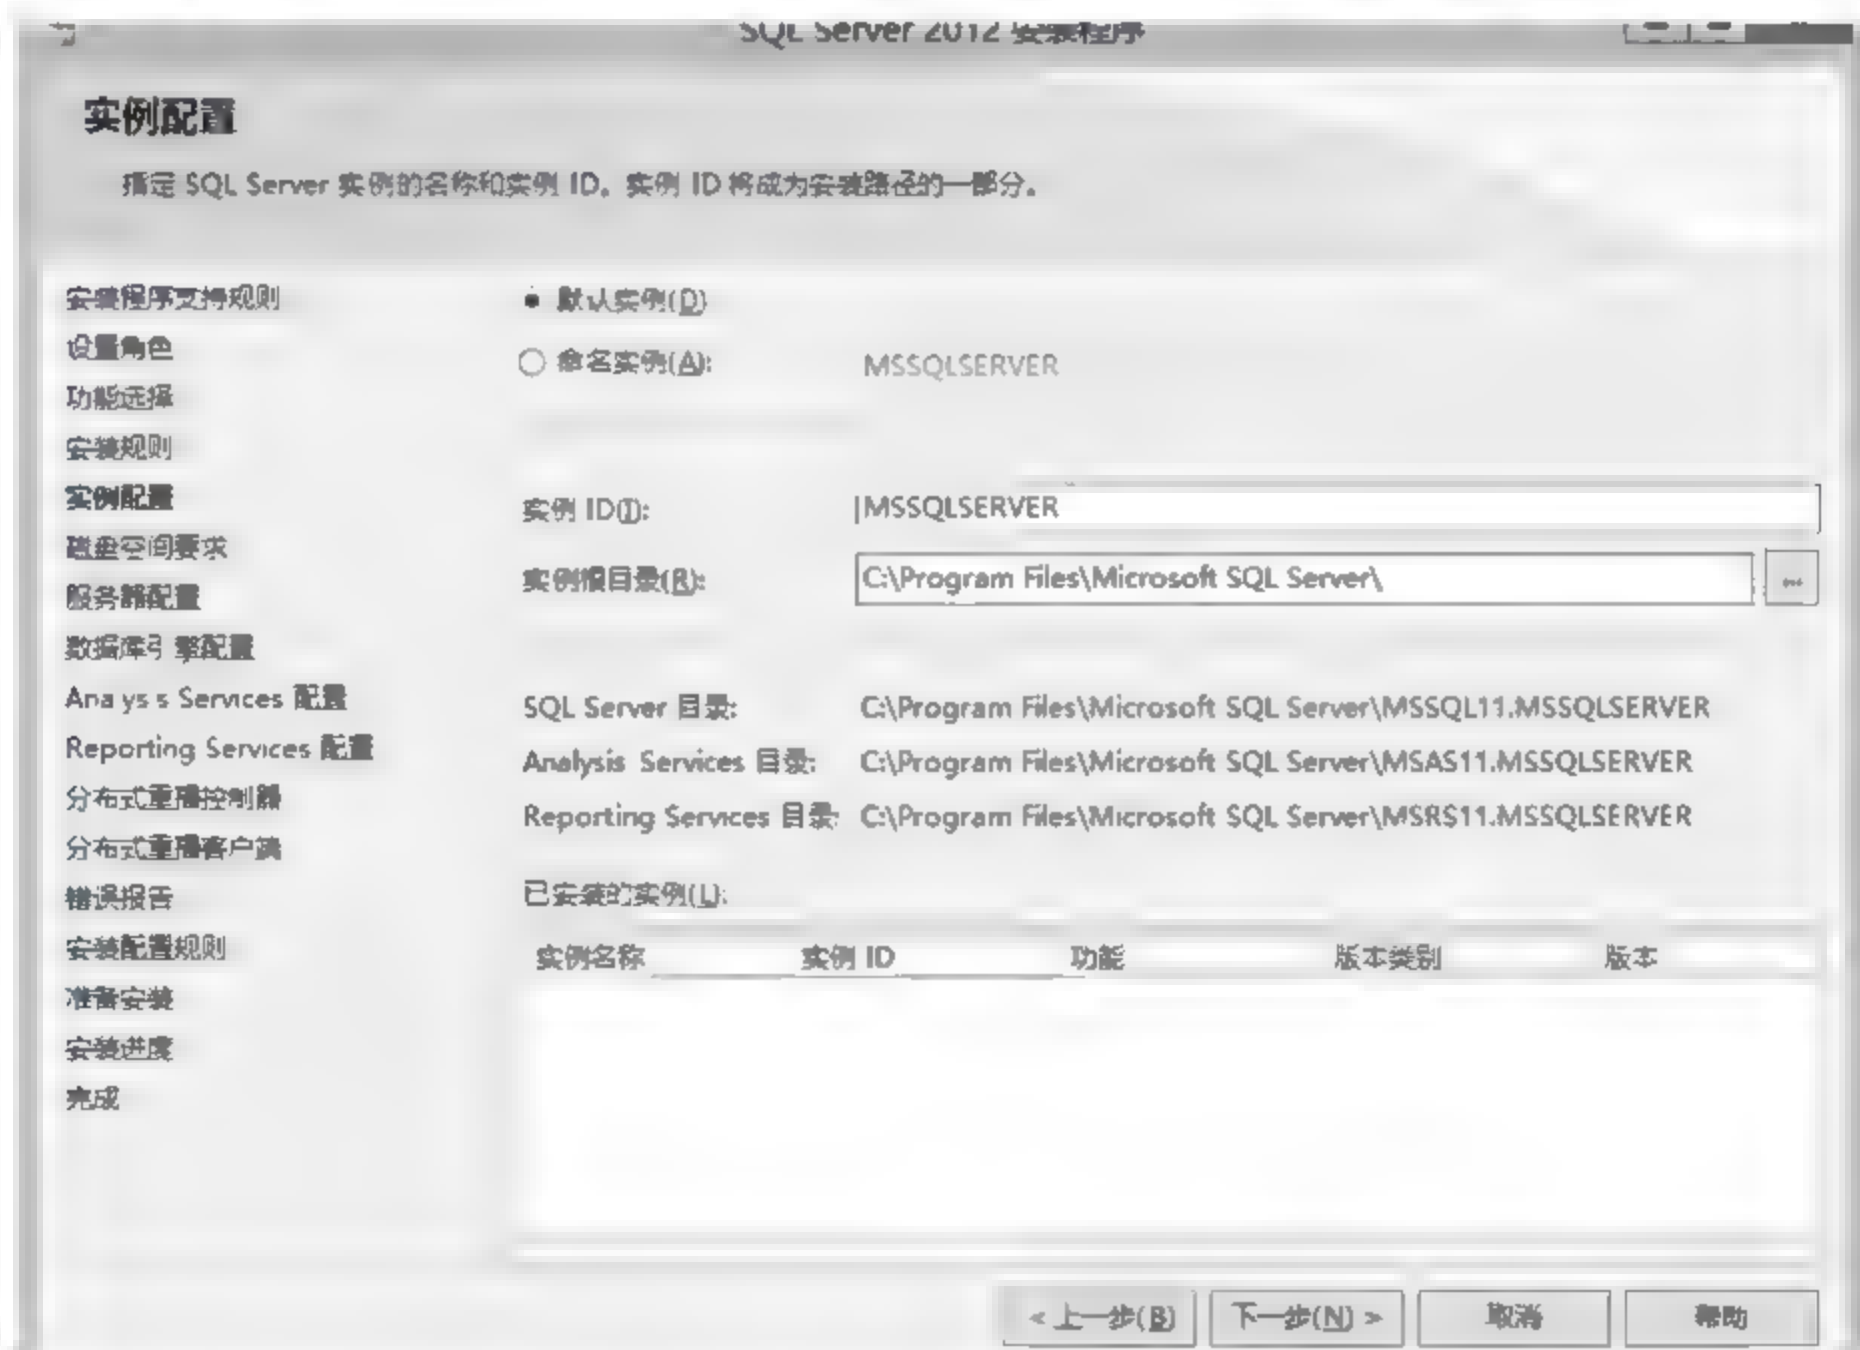 SQL Server 2012 安装程序
实例配置
指定 SQL Server 实例的名称和实例 ID。实例 ID 将成为安装路径的一部分。
安装程序支持规则
设置角色
功能选择
安装规则
实例配置
磁盘空间要求
服务器配置
数据库引擎配置
Analysis Services 配置
Reporting Services 配置
分布式重播控制器
分布式重播客户端
错误报告
安装配置规则
准备安装
安装进度
完成
默认实例(D)
命名实例(A): MSSQLSERVER
实例 ID(I): MSSQLSERVER
实例根目录(R): C:\Program Files\Microsoft SQL Server\ ...
SQL Server 目录: C:\Program Files\Microsoft SQL Server\MSSQL11.MSSQLSERVER
Analysis Services 目录: C:\Program Files\Microsoft SQL Server\MSAS11.MSSQLSERVER
Reporting Services 目录: C:\Program Files\Microsoft SQL Server\MSRS11.MSSQLSERVER
已安装的实例(L):
实例名称 实例 ID 功能 版本类别 版本
< 上一步(B) 下一步(N) > 取消 帮助